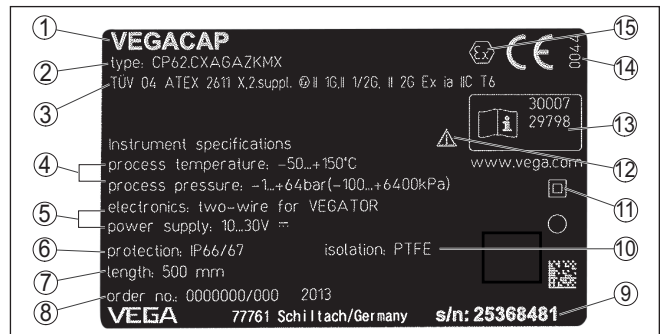 VEGACAP
type: CP62.CXAGAZKMX
TÜV 04 ATEX 2611 X,2.suppl. II 1G,II 1/2G, II 2G Ex ia IIC T6
Ex
CE 0044
30007
29798
i
www.vega.com
Instrument specifications
process temperature: -50...+150°C
process pressure: -1...+64bar(-100...+6400kPa)
electronics: two-wire for VEGATOR
power supply: 10...30V
protection: IP66/67 isolation: PTFE
length: 500 mm
order no.: 0000000/000 2013
VEGA 77761 Schiltach/Germany s/n: 25368481
1
2
3
4
5
6
7
8
9
10
11
12
13
14
15